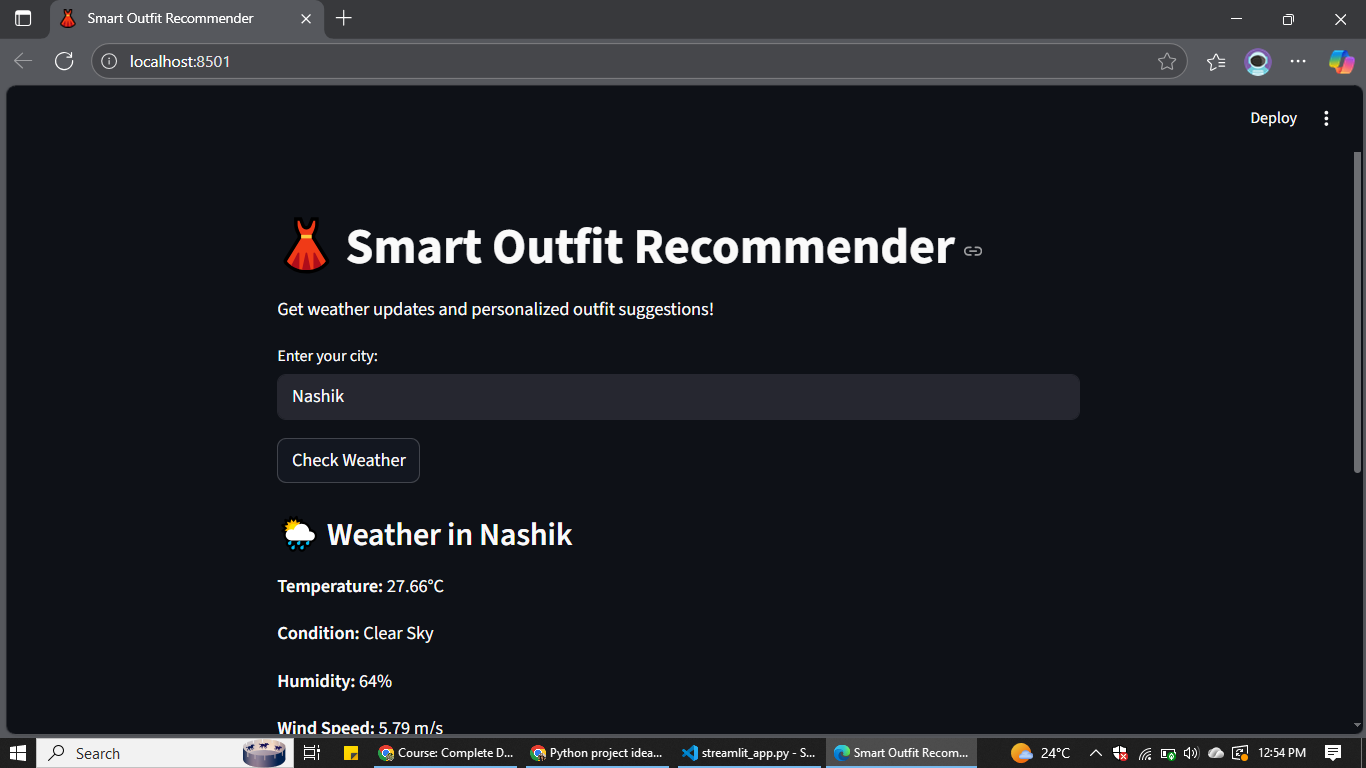 Smart Outfit Recommender
localhost:8501
Deploy
Smart Outfit Recommender
Get weather updates and personalized outfit suggestions!
Enter your city:
Nashik
Check Weather
Weather in Nashik
Temperature: 27.66°C
Condition: Clear Sky
Humidity: 64%
Wind Speed: 5.79 m/s
Search
Course: Complete D...
Python project idea...
streamlit_app.py - S...
Smart Outfit Recom...
24°C
12:54 PM